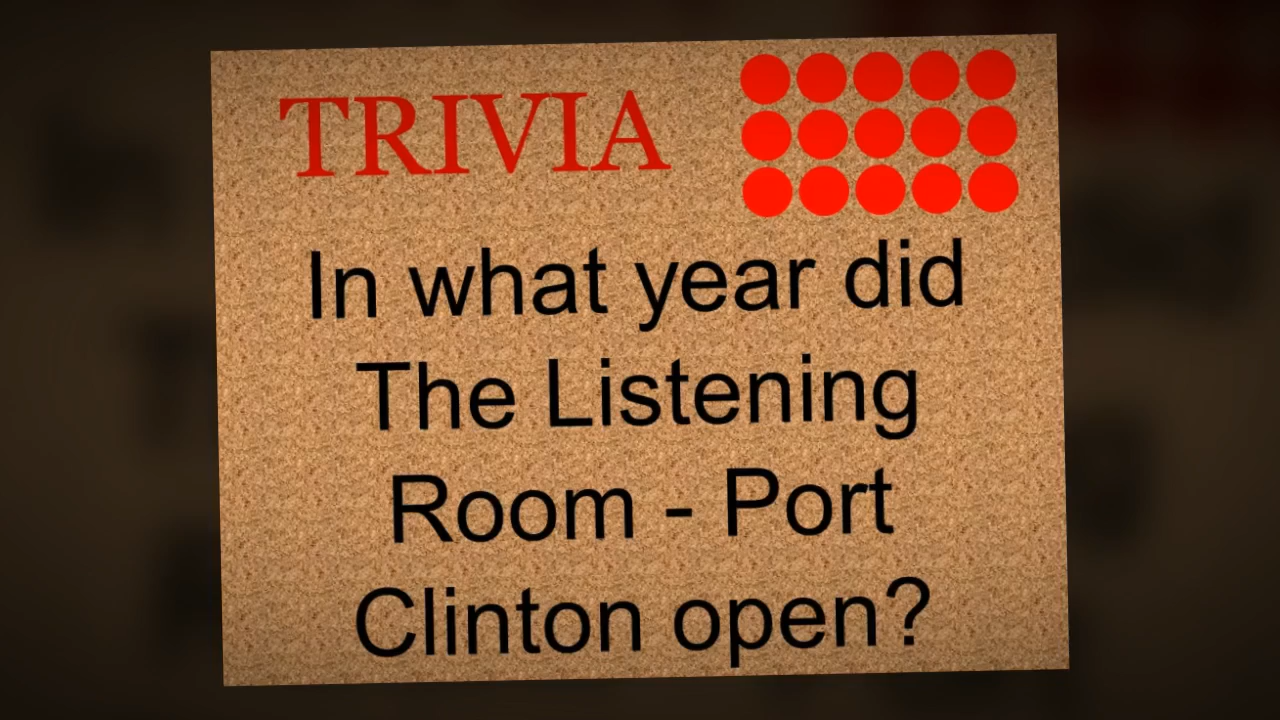 TRIVIA
In what year did
The Listening
Room - Port
Clinton open?